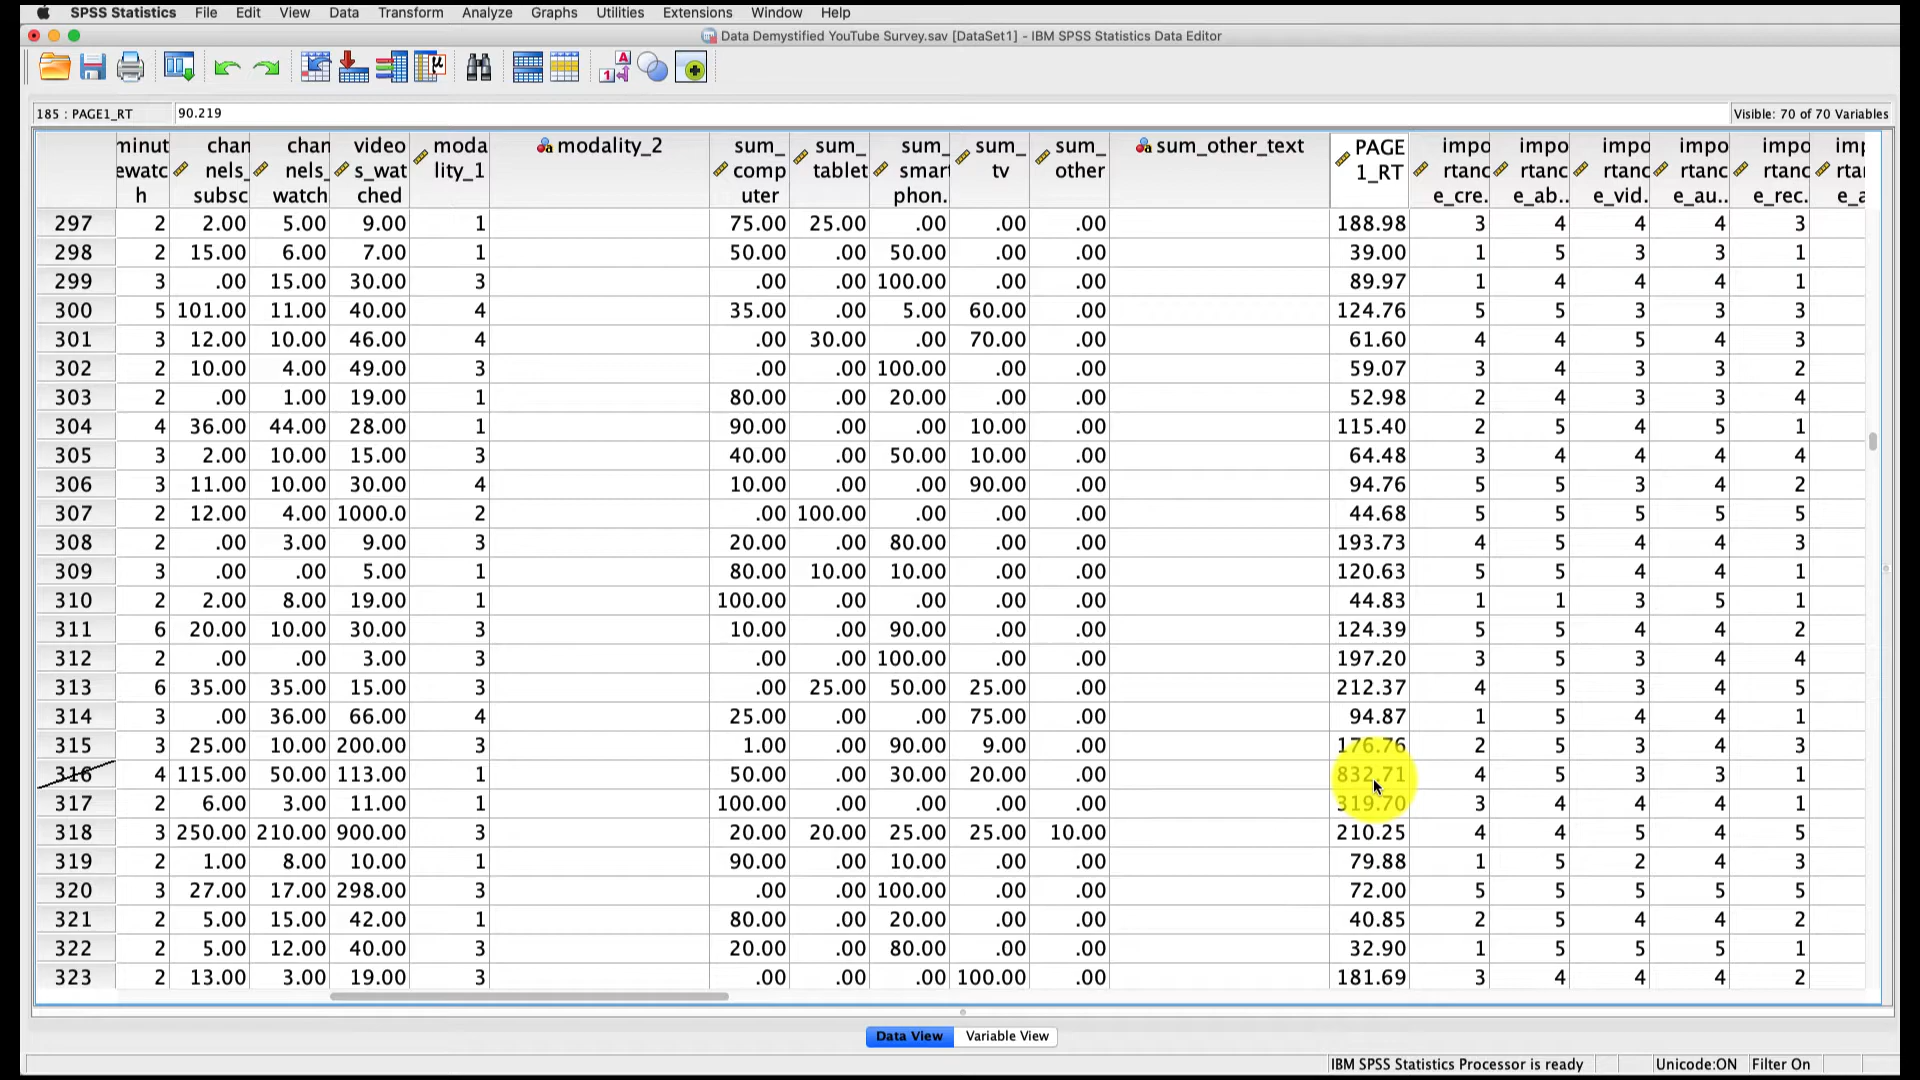 SPSS Statistics File Edit View Data Transform Analyze Graphs Utilities Extensions Window Help
Data Demystified YouTube Survey.sav [DataSet1] - IBM SPSS Statistics Data Editor
185 : PAGE1_RT 90.219 Visible: 70 of 70 Variables
minut chan chan video moda modality_2 sum_ sum_ sum_ sum_ sum_ sum_other_text PAGE impo impo impo impo impo imp
ewatc nels_ nels_ s_wat lity_1 comp tablet smar tv other 1_RT rtanc rtanc rtanc rtanc rtanc rta
h subsc watch ched uter phon. e_cre. e_ab.. e_vid. e_au.. e_rec. e_a
297 2 2.00 5.00 9.00 1 75.00 25.00 .00 .00 .00 188.98 3 4 4 4 3
298 2 15.00 6.00 7.00 1 50.00 .00 50.00 .00 .00 39.00 1 5 3 3 1
299 3 .00 15.00 30.00 3 .00 .00 100.00 .00 .00 89.97 1 4 4 4 1
300 5 101.00 11.00 40.00 4 35.00 .00 5.00 60.00 .00 124.76 5 5 3 3 3
301 3 12.00 10.00 46.00 4 .00 30.00 .00 70.00 .00 61.60 4 4 5 4 3
302 2 10.00 4.00 49.00 3 .00 .00 100.00 .00 .00 59.07 3 4 3 3 2
303 2 .00 1.00 19.00 1 80.00 .00 20.00 .00 .00 52.98 2 4 3 3 4
304 4 36.00 44.00 28.00 1 90.00 .00 .00 10.00 .00 115.40 2 5 4 5 1
305 3 2.00 10.00 15.00 3 40.00 .00 50.00 10.00 .00 64.48 3 4 4 4 4
306 3 11.00 10.00 30.00 4 10.00 .00 .00 90.00 .00 94.76 5 5 3 4 2
307 2 12.00 4.00 1000.0 2 .00 100.00 .00 .00 .00 44.68 5 5 5 5 5
308 2 .00 3.00 9.00 3 20.00 .00 80.00 .00 .00 193.73 4 5 4 4 3
309 3 .00 .00 5.00 1 80.00 10.00 10.00 .00 .00 120.63 5 5 4 4 1
310 2 2.00 8.00 19.00 1 100.00 .00 .00 .00 .00 44.83 1 1 3 5 1
311 6 20.00 10.00 30.00 3 10.00 .00 90.00 .00 .00 124.39 5 5 4 4 2
312 2 .00 .00 3.00 3 .00 .00 100.00 .00 .00 197.20 3 5 3 4 4
313 6 35.00 35.00 15.00 3 .00 25.00 50.00 25.00 .00 212.37 4 5 3 4 5
314 3 .00 36.00 66.00 4 25.00 .00 .00 75.00 .00 94.87 1 5 4 4 1
315 3 25.00 10.00 200.00 3 1.00 .00 90.00 9.00 .00 176.76 2 5 3 4 3
316 4 115.00 50.00 113.00 1 50.00 .00 30.00 20.00 .00 832.71 4 5 3 3 1
317 2 6.00 3.00 11.00 1 100.00 .00 .00 .00 .00 319.70 3 4 4 4 1
318 3 250.00 210.00 900.00 3 20.00 20.00 25.00 25.00 10.00 210.25 4 4 5 4 5
319 2 1.00 8.00 10.00 1 90.00 .00 10.00 .00 .00 79.88 1 5 2 4 3
320 3 27.00 17.00 298.00 3 .00 .00 100.00 .00 .00 72.00 5 5 5 5 5
321 2 5.00 15.00 42.00 1 80.00 .00 20.00 .00 .00 40.85 2 5 4 4 2
322 2 5.00 12.00 40.00 3 20.00 .00 80.00 .00 .00 32.90 1 5 5 5 1
323 2 13.00 3.00 19.00 3 .00 .00 .00 100.00 .00 181.69 3 4 4 4 2
Data View Variable View
IBM SPSS Statistics Processor is ready Unicode:ON Filter On